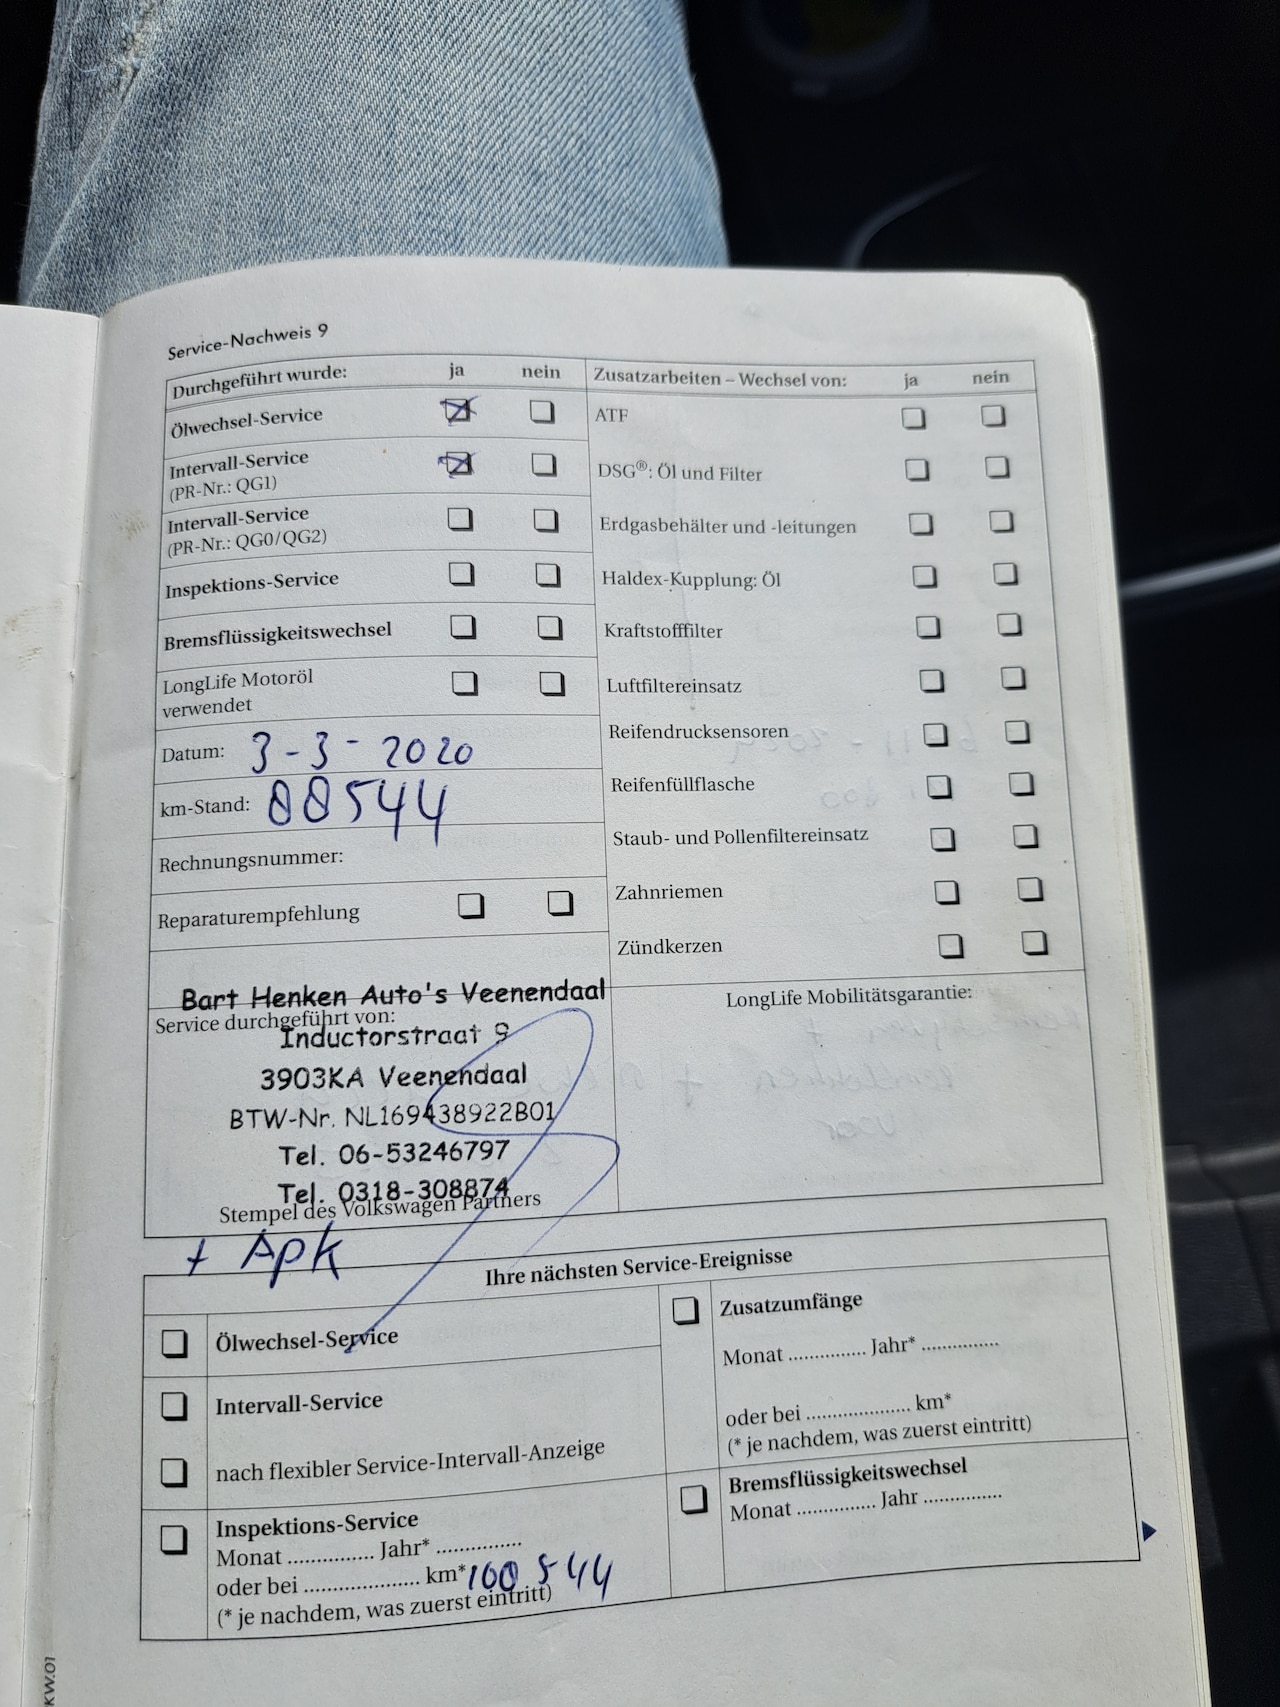 Service-Nachweis 9
Durchgeführt wurde: ja nein
Ölwechsel-Service
Intervall-Service
(PR-Nr.: QG1)
Intervall-Service
(PR-Nr.: QG0/QG2)
Inspektions-Service
Bremsflüssigkeitswechsel
LongLife Motoröl
verwendet
Datum: 3-3-2020
km-Stand: 88544
Rechnungsnummer:
Reparaturempfehlung
Zusatzarbeiten – Wechsel von: ja nein
ATF
DSG®: Öl und Filter
Erdgasbehälter und -leitungen
Haldex-Kupplung: Öl
Kraftstofffilter
Luftfiltereinsatz
Reifendrucksensoren
Reifenfüllflasche
Staub- und Pollenfiltereinsatz
Zahnriemen
Zündkerzen
Bart Henken Auto's Veenendaal
Service durchgeführt von:
Inductorstraat 9
3903KA Veenendaal
BTW-Nr. NL169438922B01
Tel. 06-53246797
Tel. 0318-308874
Stempel des Volkswagen Partners
LongLife Mobilitätsgarantie:
+ Apk
Ihre nächsten Service-Ereignisse
Ölwechsel-Service
Intervall-Service
nach flexibler Service-Intervall-Anzeige
Inspektions-Service
Monat ............... Jahr* ...............
oder bei .................... km* 100544
(* je nachdem, was zuerst eintritt)
Zusatzumfänge
Monat .............. Jahr* ..............
oder bei ................... km*
(* je nachdem, was zuerst eintritt)
Bremsflüssigkeitswechsel
Monat .............. Jahr ..............
KW.01